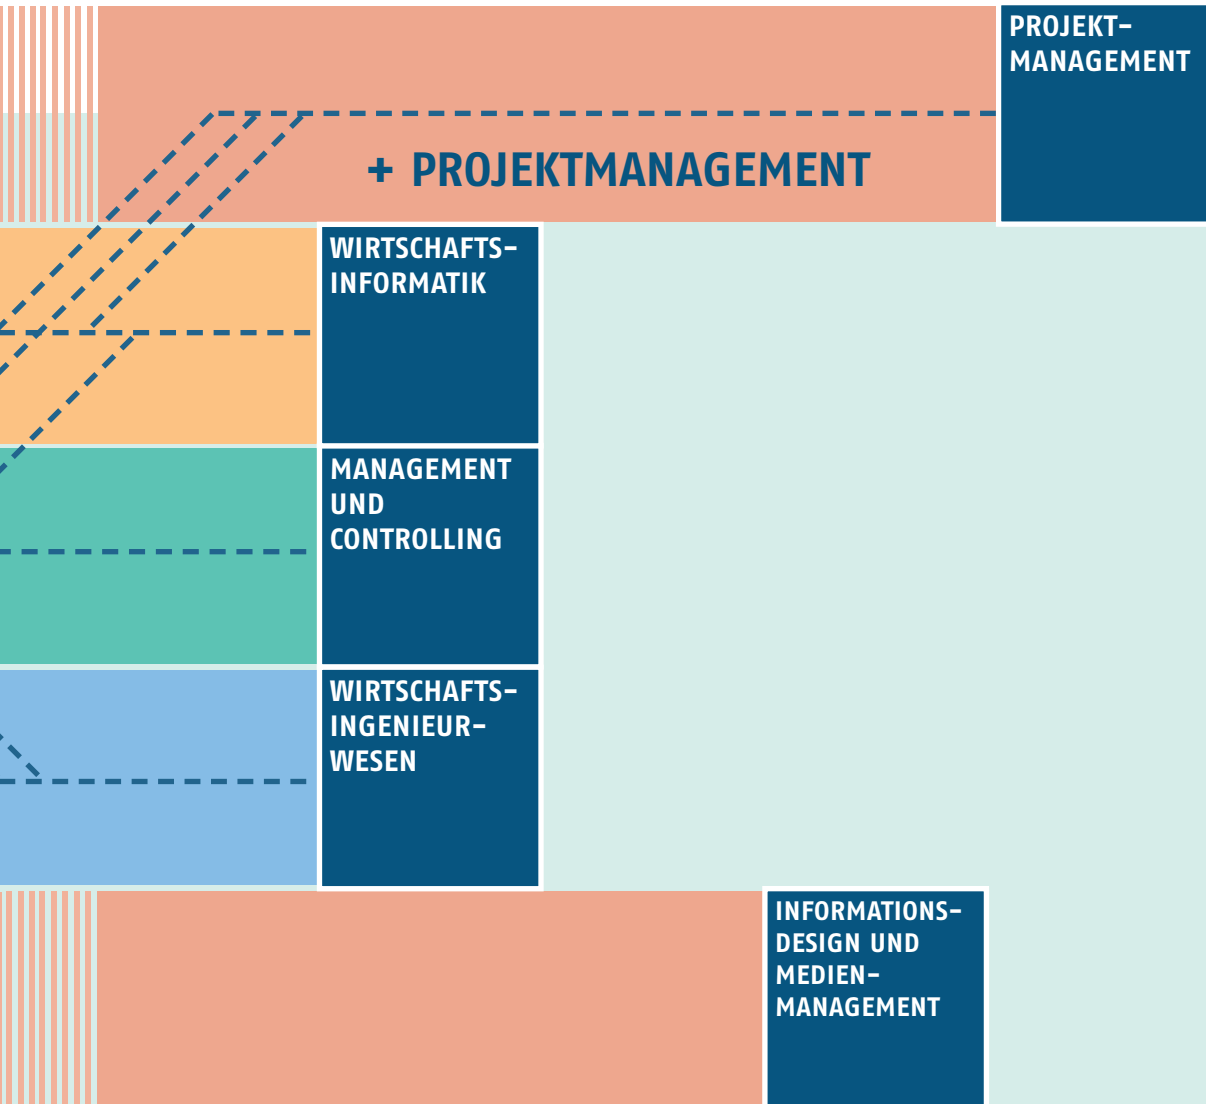 PROJEKT-
MANAGEMENT
+ PROJEKTMANAGEMENT
WIRTSCHAFTS-
INFORMATIK
MANAGEMENT
UND
CONTROLLING
WIRTSCHAFTS-
INGENIEUR-
WESEN
INFORMATIONS-
DESIGN UND
MEDIEN-
MANAGEMENT